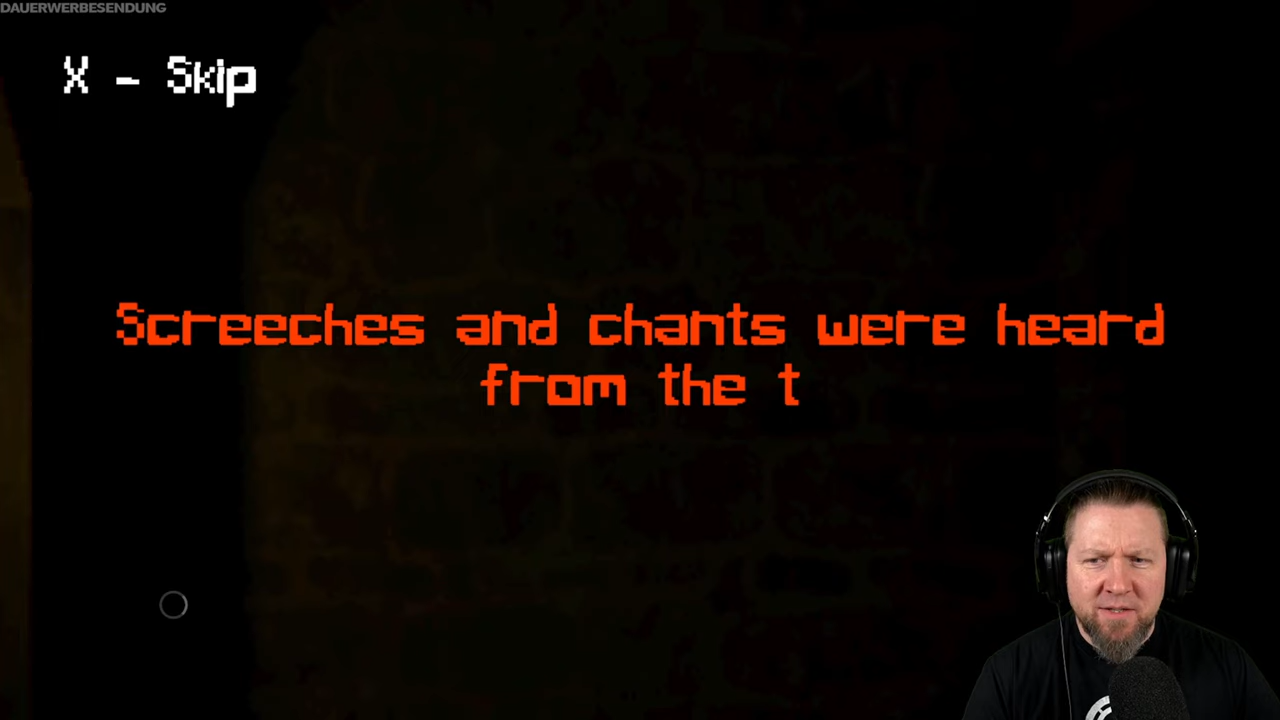 DAUERWERBESENDUNG
X - Skip
Screeches and chants were heard
from the t